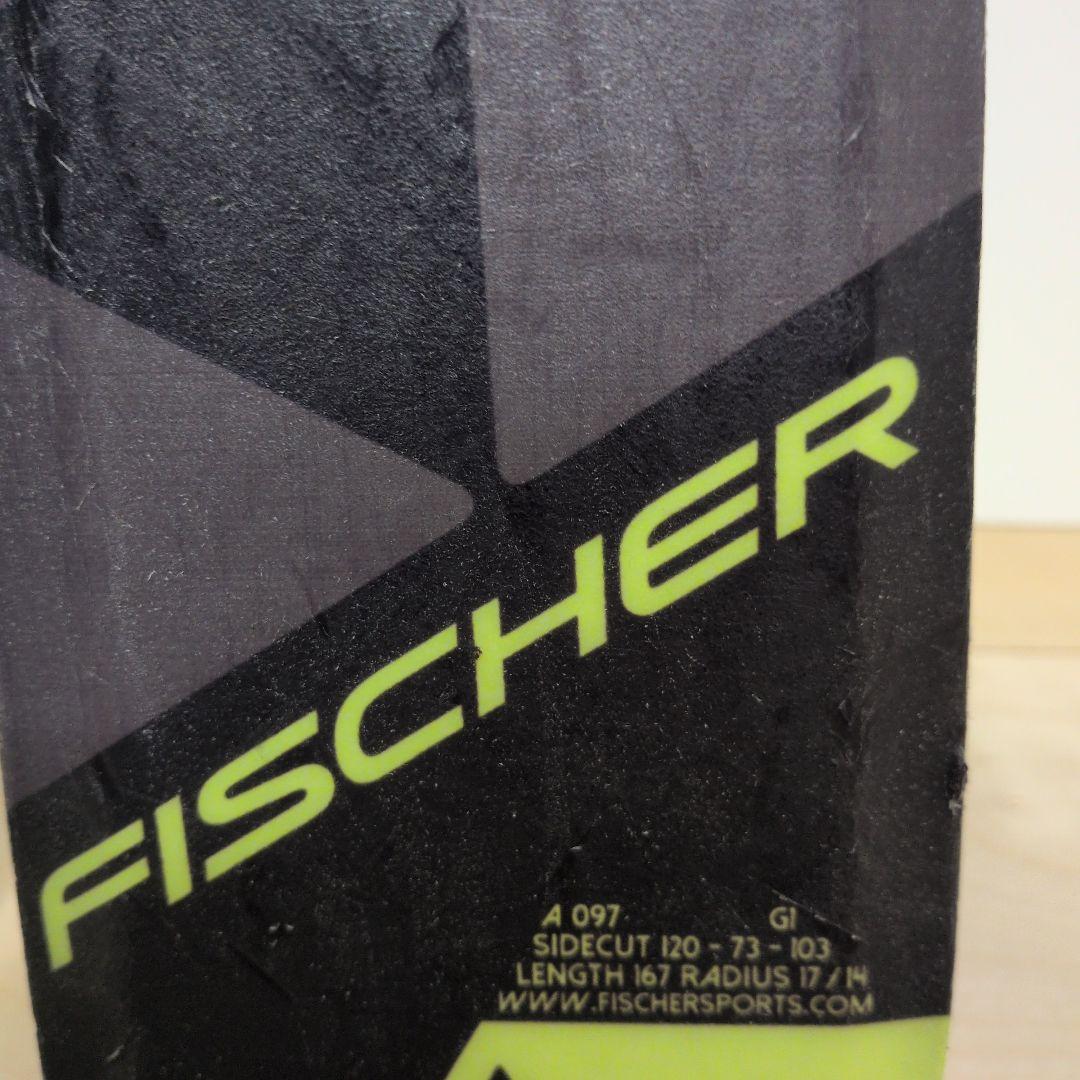 FISCHER
A 097 G1
SIDECUT 120 - 73 - 103
LENGTH 167 RADIUS 17 / 14
WWW.FISCHERSPORTS.COM